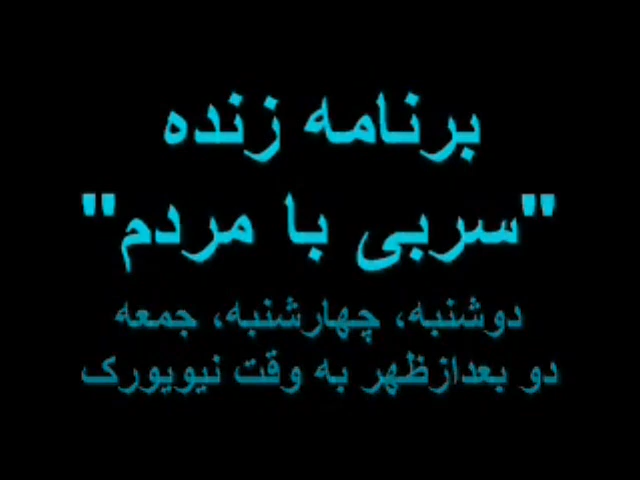 برنامه زنده
"سربی با مردم"
دوشنبه، چهارشنبه، جمعه
دو بعدازظهر به وقت نیویورک